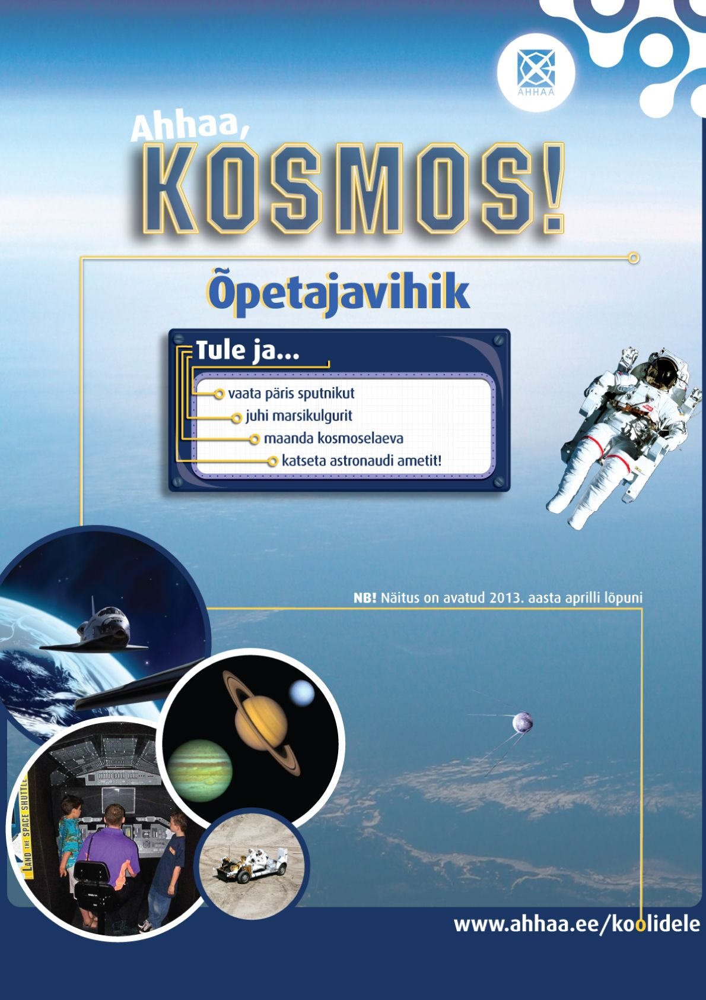 AHHAA
Ahhaa,
KOSMOS!
Õpetajavihik
Tule ja...
vaata päris sputnikut
juhi marsikulgurit
maanda kosmoselaeva
katseta astronaudi ametit!
NB! Näitus on avatud 2013. aasta aprilli lõpuni
LAND THE SPACE SHUTTLE
www.ahhaa.ee/koolidele